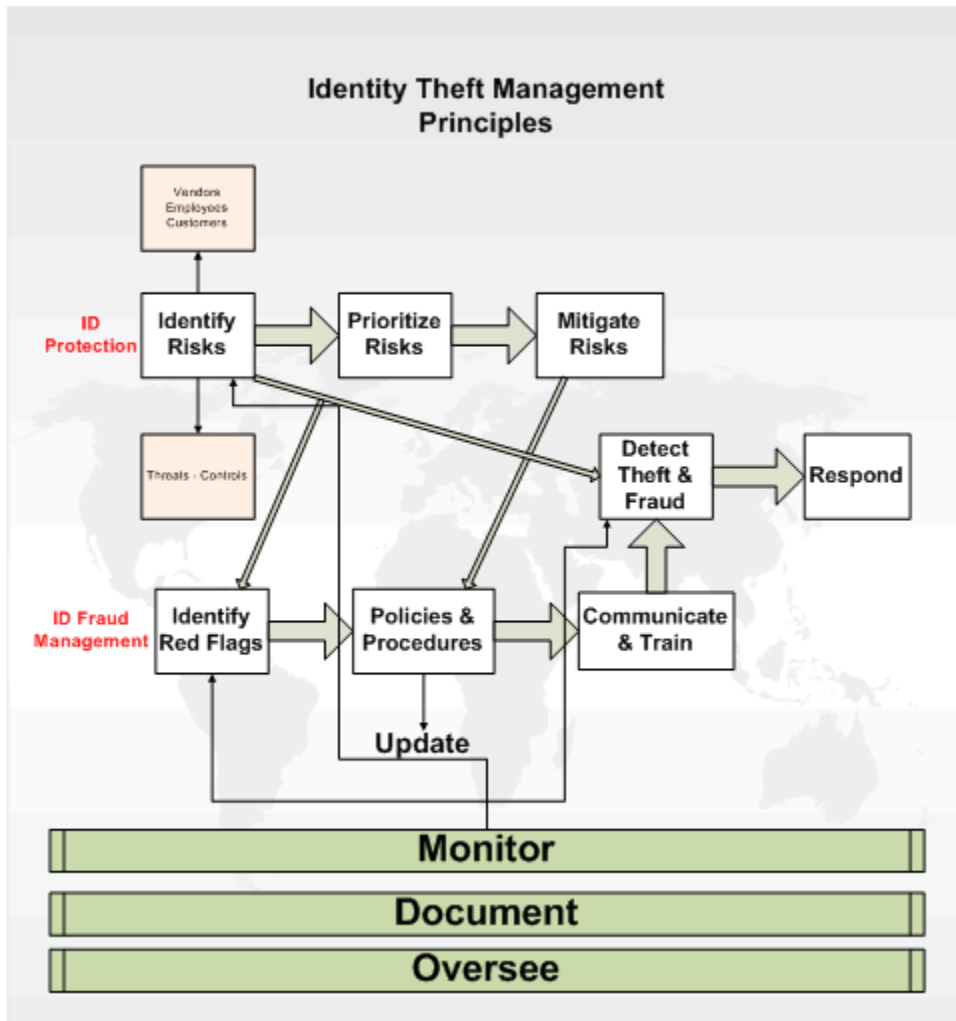 Identity Theft Management
Principles
Vendors
Employees
Customers
ID
Protection
Identify
Risks
Prioritize
Risks
Mitigate
Risks
Threats - Controls
Detect
Theft &
Fraud
Respond
ID Fraud
Management
Identify
Red Flags
Policies &
Procedures
Communicate
& Train
Update
Monitor
Document
Oversee